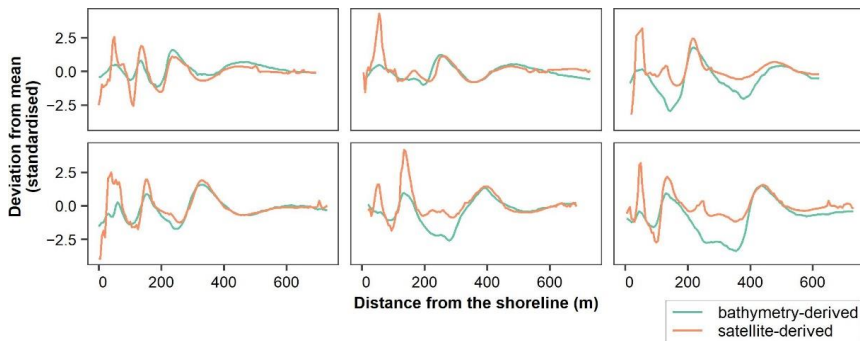 2.5
0.0
−2.5
2.5
0.0
−2.5
Deviation from mean
(standardised)
0 200 400 600
0 200 400 600
0 200 400 600
Distance from the shoreline (m)
bathymetry-derived
satellite-derived